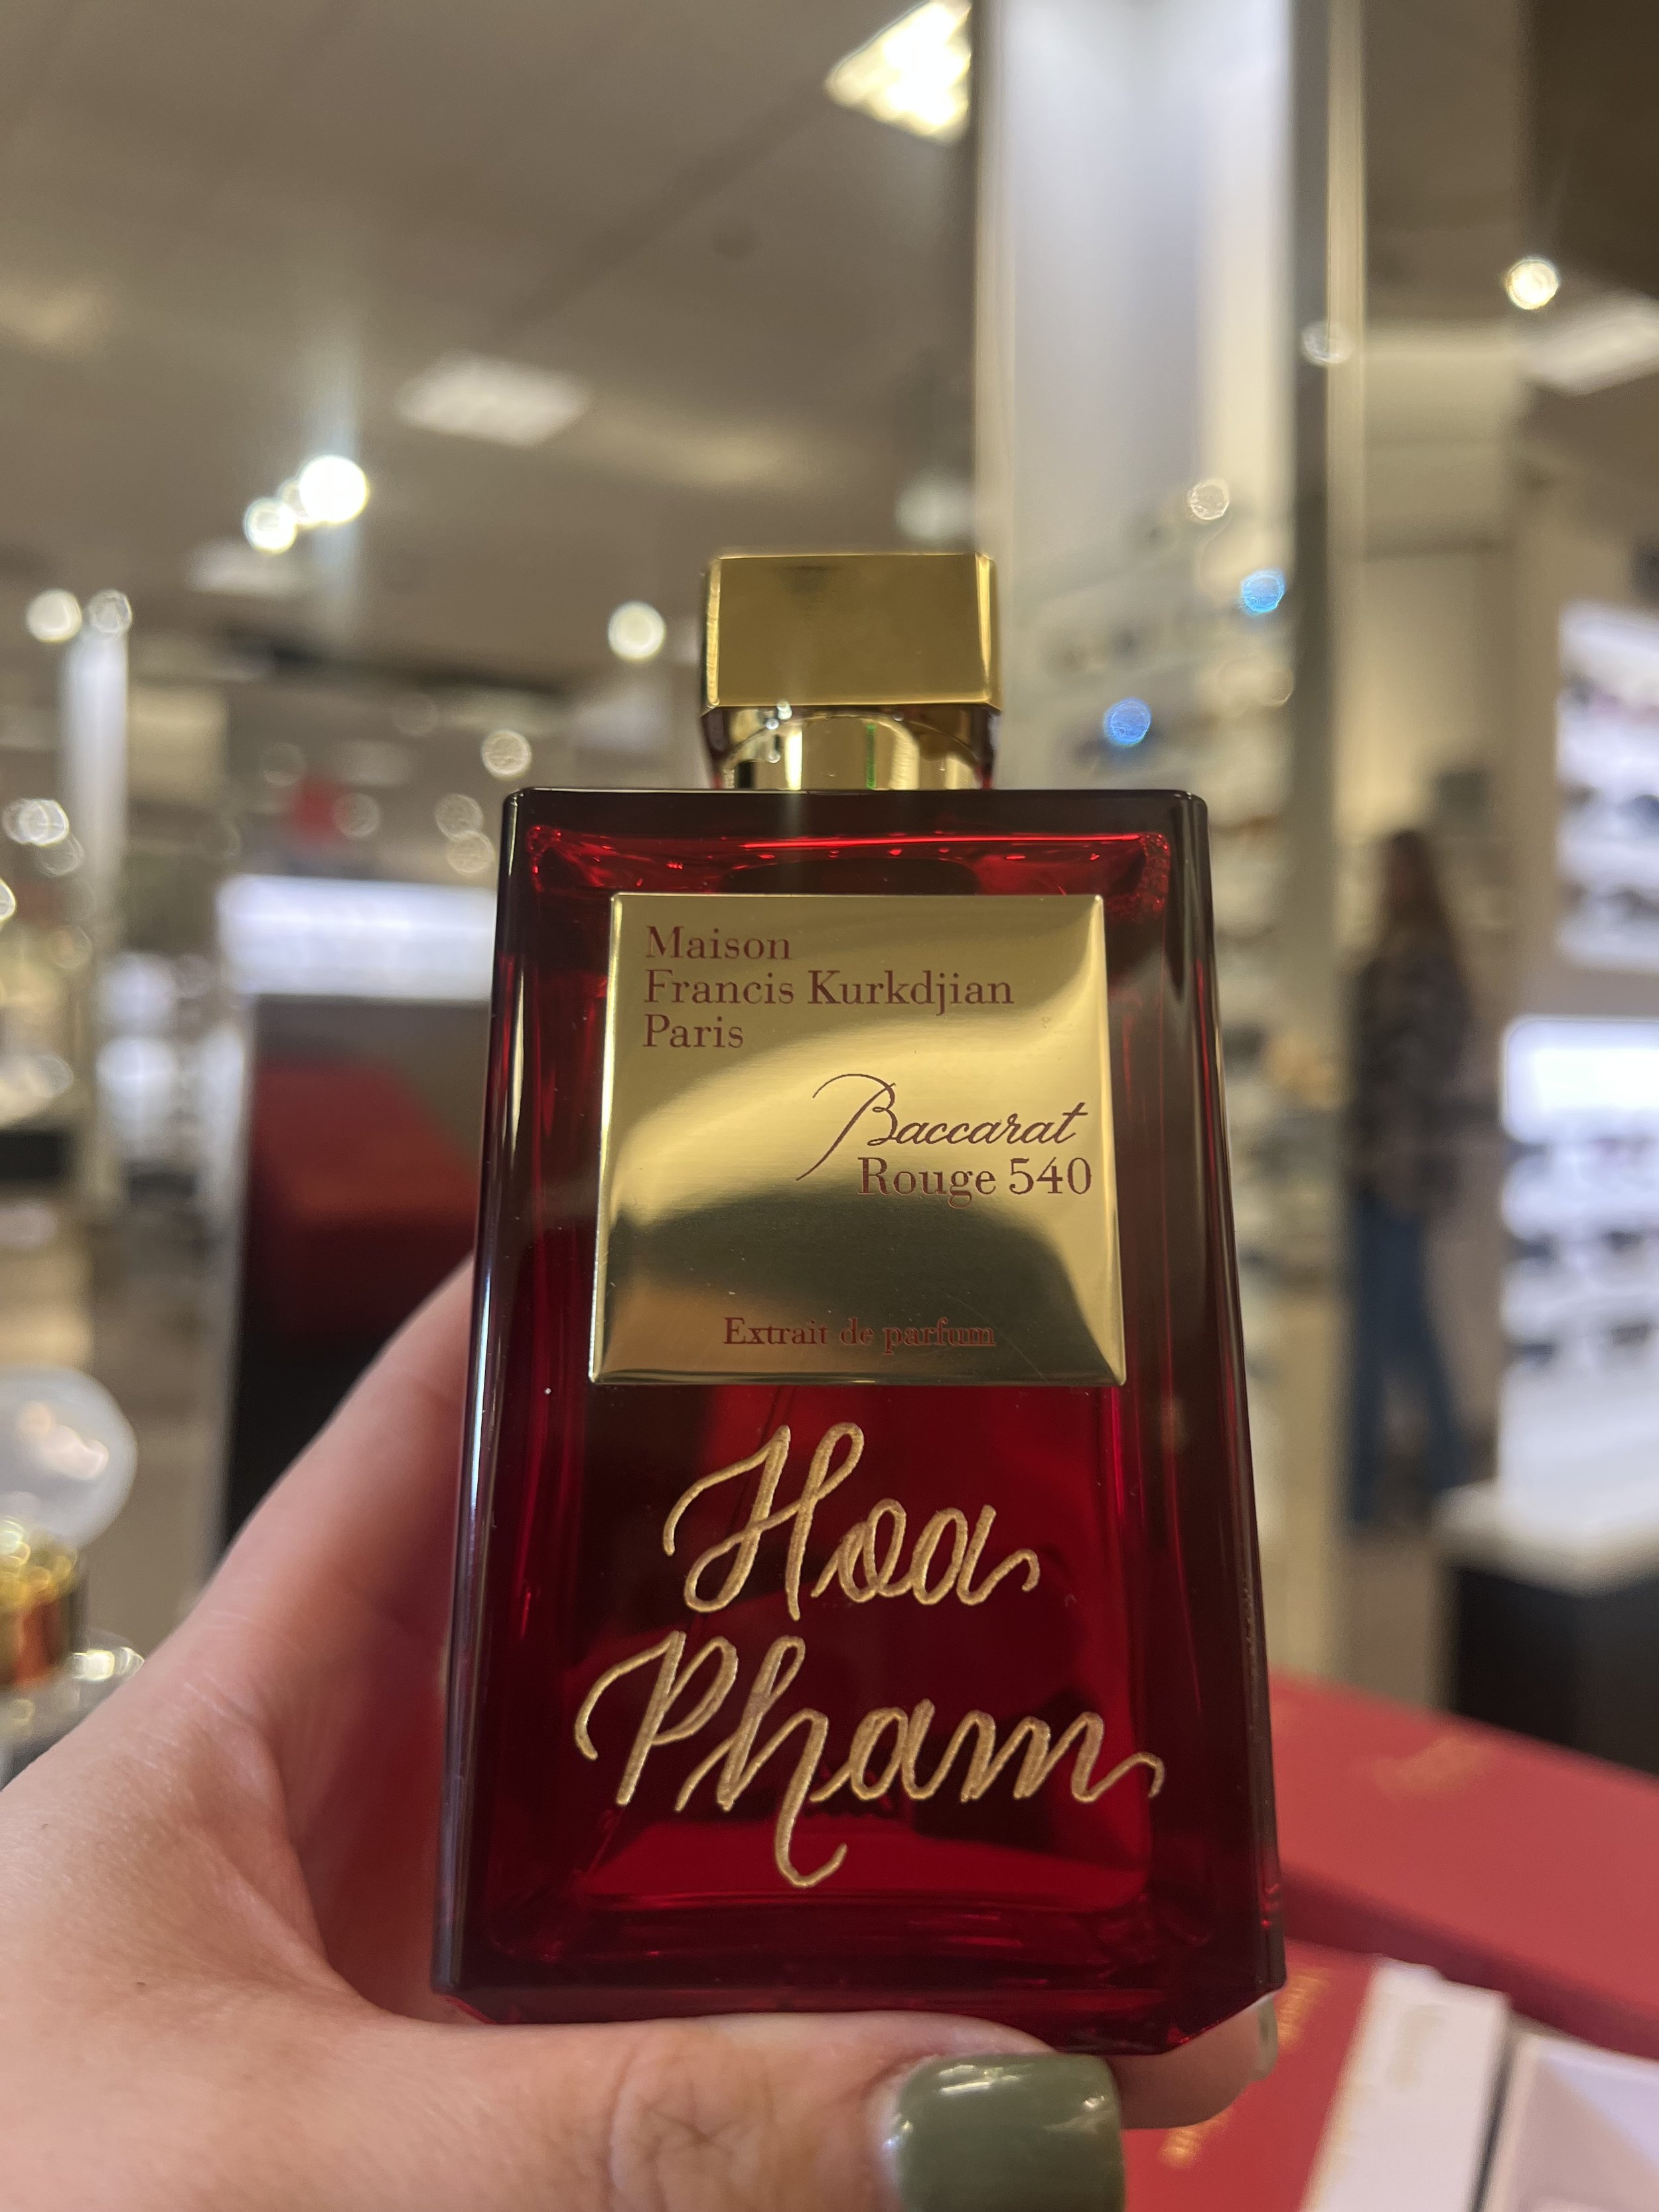 Maison
Francis Kurkdjian
Paris
Baccarat
Rouge 540
Extrait de parfum
Hoa
Pham